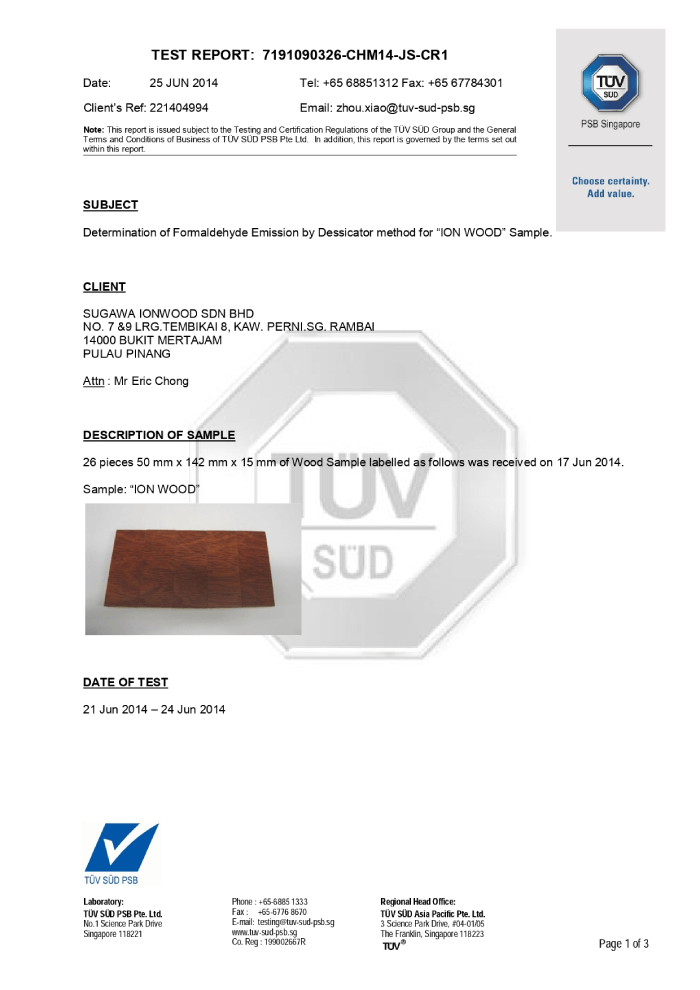 TEST REPORT: 7191090326-CHM14-JS-CR1
Date: 25 JUN 2014 Tel: +65 68851312 Fax: +65 67784301
Client's Ref: 221404994 Email: zhou.xiao@tuv-sud-psb.sg
Note: This report is issued subject to the Testing and Certification Regulations of the TÜV SÜD Group and the General
Terms and Conditions of Business of TÜV SÜD PSB Pte Ltd. In addition, this report is governed by the terms set out
within this report.
TÜV
SÜD
PSB Singapore
Choose certainty.
Add value.
SUBJECT
Determination of Formaldehyde Emission by Dessicator method for “ION WOOD” Sample.
CLIENT
SUGAWA IONWOOD SDN BHD
NO. 7 &9 LRG.TEMBIKAI 8, KAW. PERNI.SG. RAMBAI
14000 BUKIT MERTAJAM
PULAU PINANG
Attn : Mr Eric Chong
DESCRIPTION OF SAMPLE
26 pieces 50 mm x 142 mm x 15 mm of Wood Sample labelled as follows was received on 17 Jun 2014.
Sample: “ION WOOD”
TÜV
SÜD
DATE OF TEST
21 Jun 2014 – 24 Jun 2014
TÜV SÜD PSB
Laboratory:
TÜV SÜD PSB Pte. Ltd.
No.1 Science Park Drive
Singapore 118221
Phone : +65-6885 1333
Fax : +65-6776 8670
E-mail: testing@tuv-sud-psb.sg
www.tuv-sud-psb.sg
Co. Reg : 199002667R
Regional Head Office:
TÜV SÜD Asia Pacific Pte. Ltd.
3 Science Park Drive, #04-01/05
The Franklin, Singapore 118223
TÜV®
Page 1 of 3